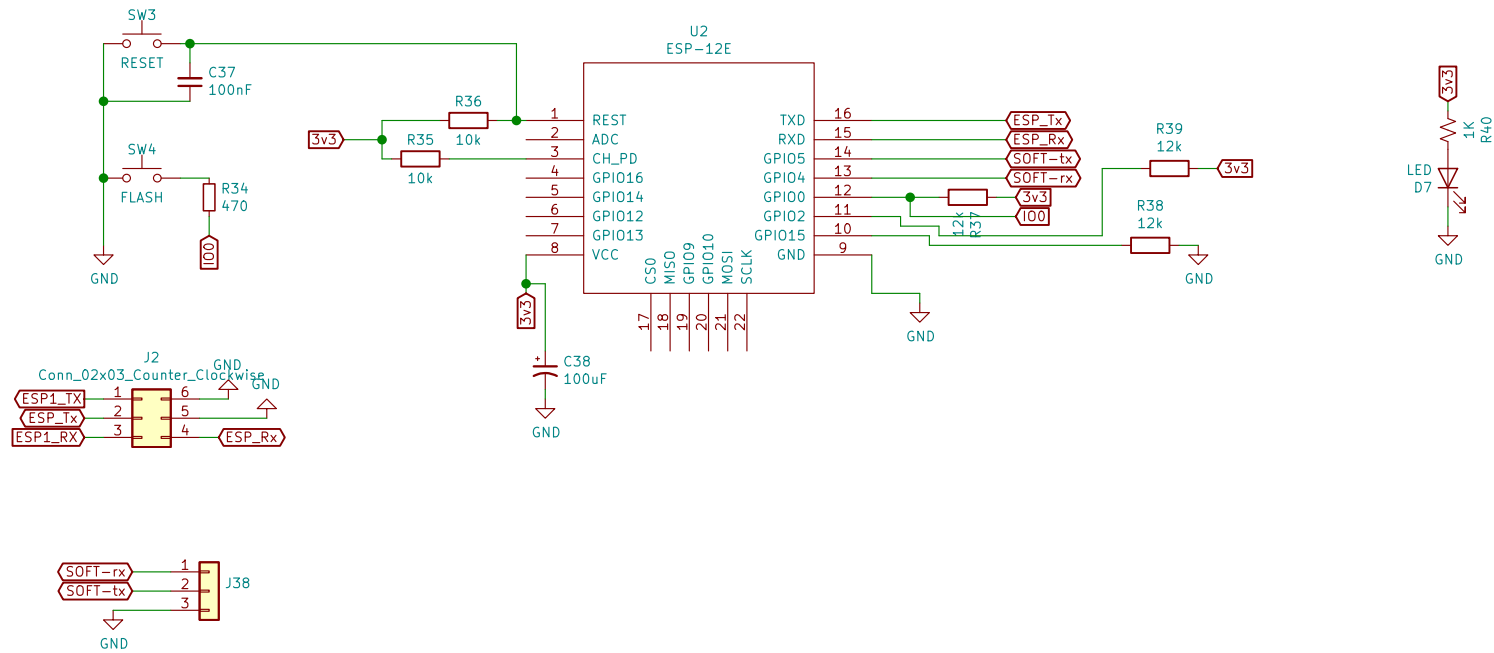 SW3
RESET
C37
100nF
SW4
FLASH
R34
470
IO0
GND
3v3
R36
10k
R35
10k
U2
ESP-12E
1 REST
2 ADC
3 CH_PD
4 GPIO16
5 GPIO14
6 GPIO12
7 GPIO13
8 VCC
TXD 16
RXD 15
GPIO5 14
GPIO4 13
GPIO0 12
GPIO2 11
GPIO15 10
GND 9
CS0 17
MISO 18
GPIO9 19
GPIO10 20
MOSI 21
SCLK 22
ESP_Tx
ESP_Rx
SOFT-tx
SOFT-rx
3v3
IO0
12k
R37
R39
12k
3v3
R38
12k
GND
GND
3v3
+
C38
100uF
GND
3v3
1K
R40
LED
D7
GND
J2
Conn_02x03_Counter_Clockwise
GND
GND
ESP1_TX 1
ESP_Tx 2
ESP1_RX 3
6
5
4 ESP_Rx
SOFT-rx 1
SOFT-tx 2
3
J38
GND